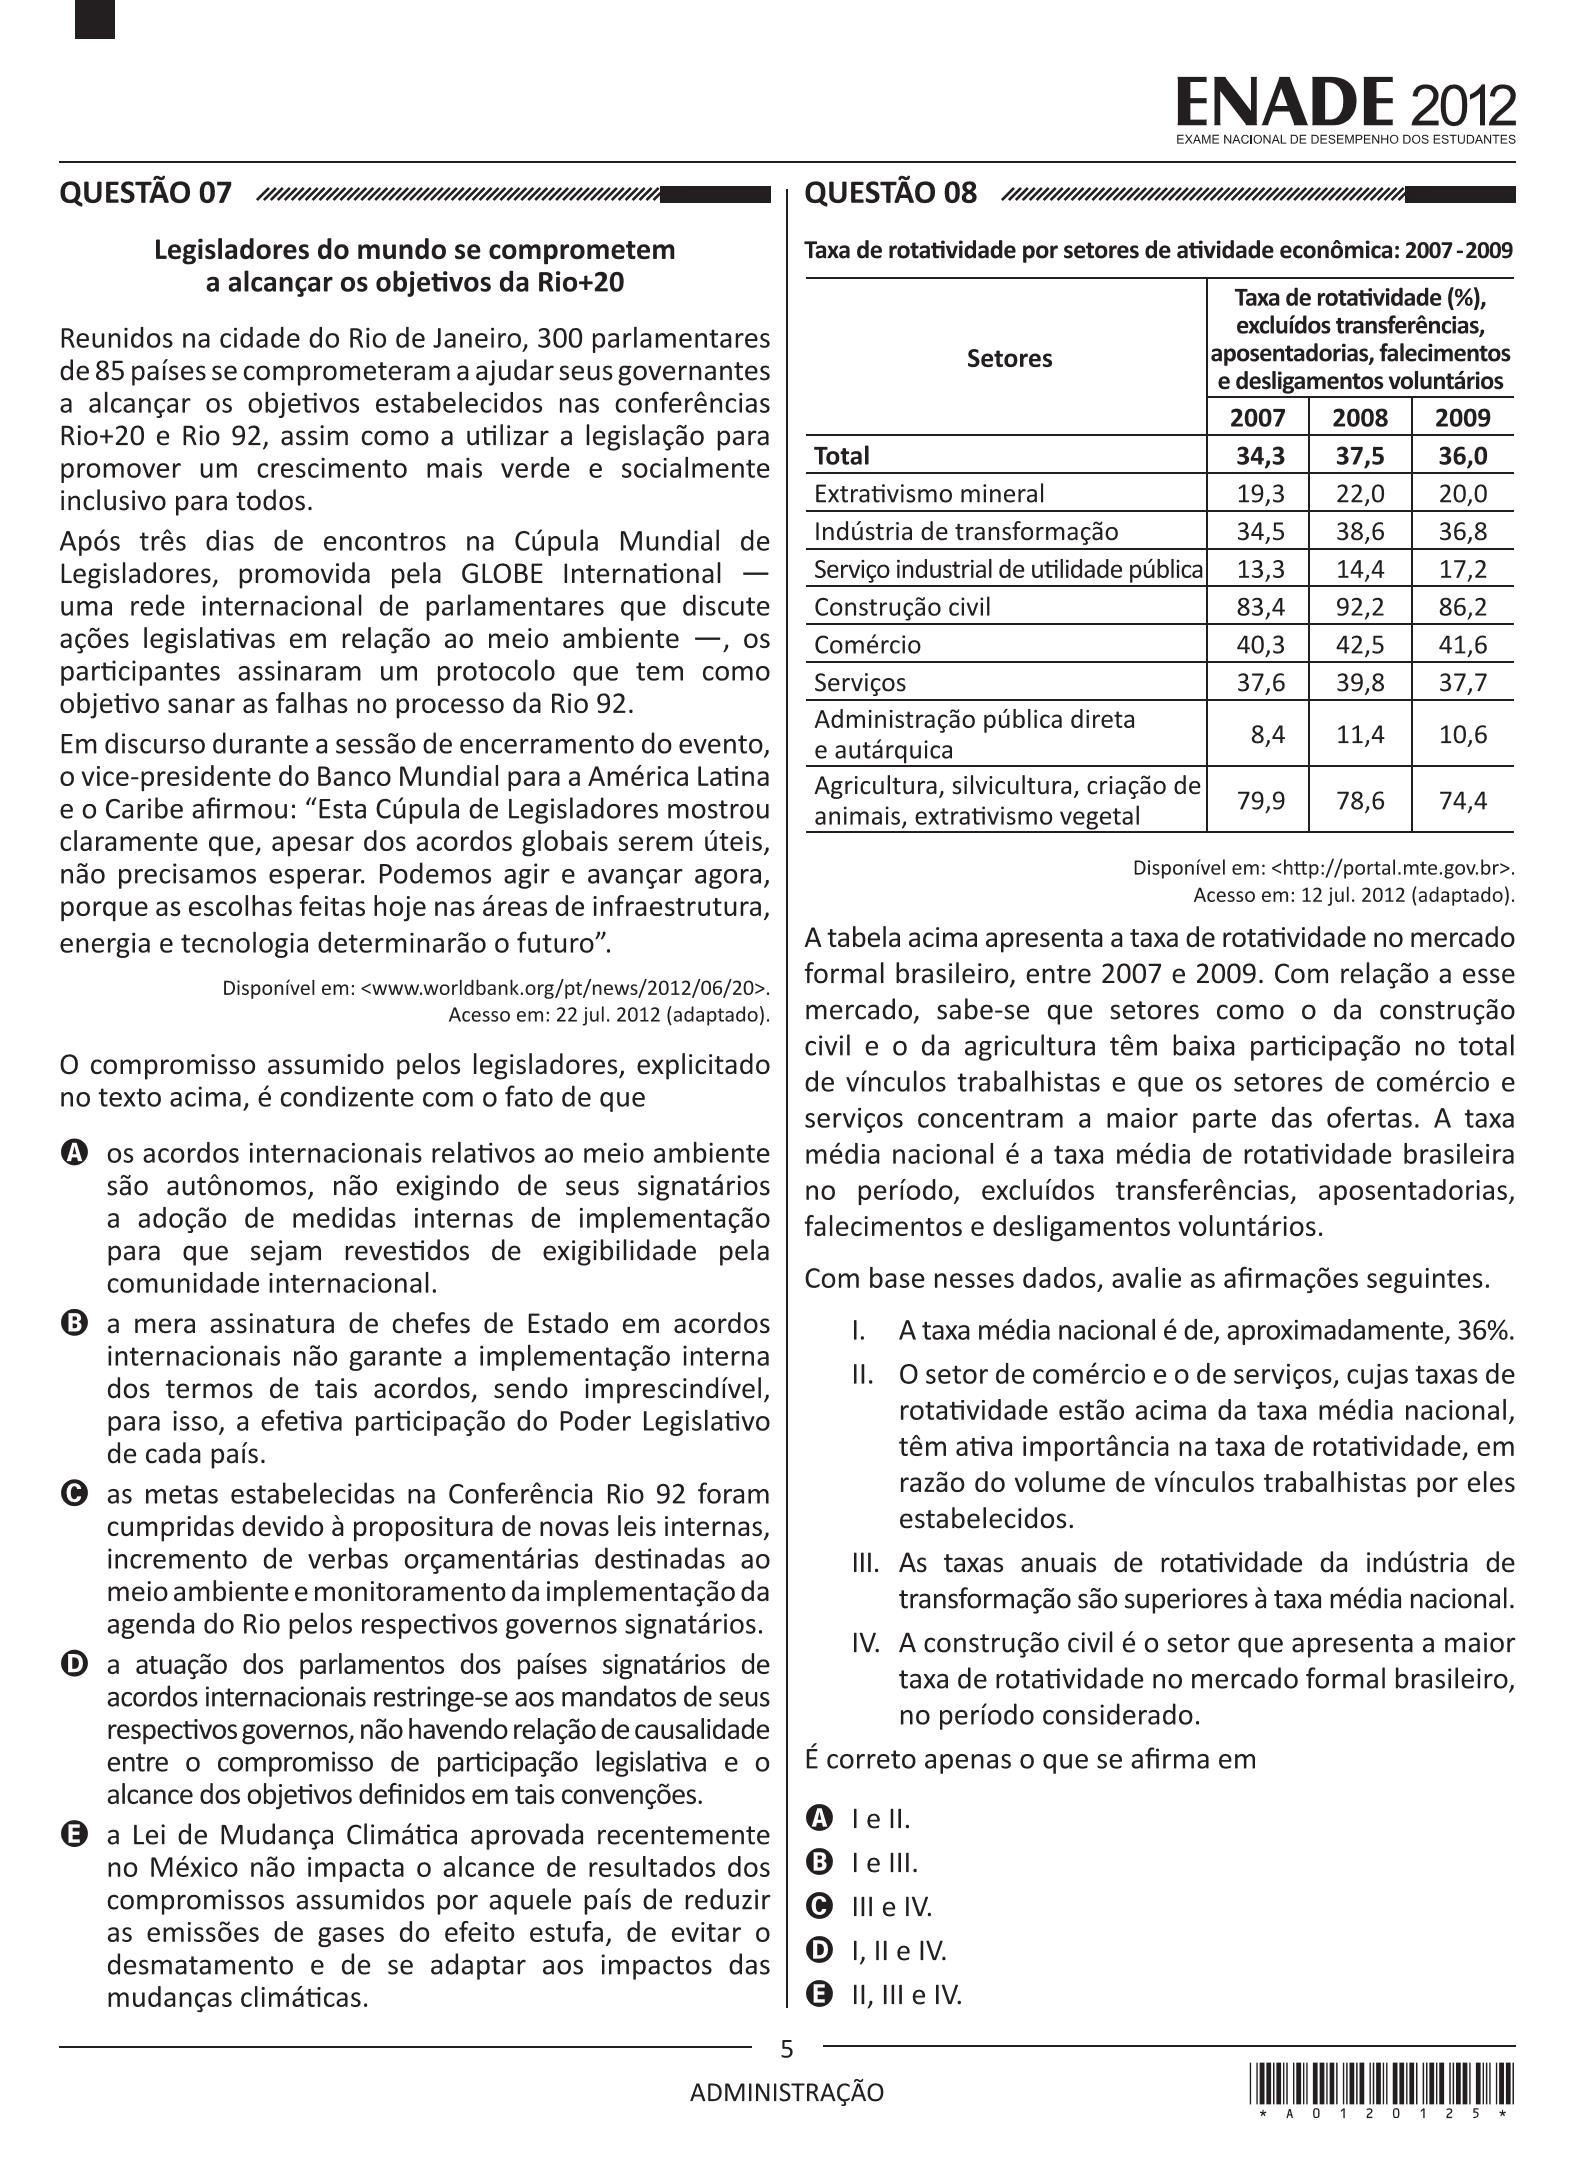 ENADE 2012
EXAME NACIONAL DE DESEMPENHO DOS ESTUDANTES
QUESTÃO 07
Legisladores do mundo se comprometem
a alcançar os objetivos da Rio+20
Reunidos na cidade do Rio de Janeiro, 300 parlamentares
de 85 países se comprometeram a ajudar seus governantes
a alcançar os objetivos estabelecidos nas conferências
Rio+20 e Rio 92, assim como a utilizar a legislação para
promover um crescimento mais verde e socialmente
inclusivo para todos.
Após três dias de encontros na Cúpula Mundial de
Legisladores, promovida pela GLOBE International —
uma rede internacional de parlamentares que discute
ações legislativas em relação ao meio ambiente —, os
participantes assinaram um protocolo que tem como
objetivo sanar as falhas no processo da Rio 92.
Em discurso durante a sessão de encerramento do evento,
o vice-presidente do Banco Mundial para a América Latina
e o Caribe afirmou: “Esta Cúpula de Legisladores mostrou
claramente que, apesar dos acordos globais serem úteis,
não precisamos esperar. Podemos agir e avançar agora,
porque as escolhas feitas hoje nas áreas de infraestrutura,
energia e tecnologia determinarão o futuro”.
Disponível em: <www.worldbank.org/pt/news/2012/06/20>.
Acesso em: 22 jul. 2012 (adaptado).
O compromisso assumido pelos legisladores, explicitado
no texto acima, é condizente com o fato de que
A os acordos internacionais relativos ao meio ambiente
são autônomos, não exigindo de seus signatários
a adoção de medidas internas de implementação
para que sejam revestidos de exigibilidade pela
comunidade internacional.
B a mera assinatura de chefes de Estado em acordos
internacionais não garante a implementação interna
dos termos de tais acordos, sendo imprescindível,
para isso, a efetiva participação do Poder Legislativo
de cada país.
C as metas estabelecidas na Conferência Rio 92 foram
cumpridas devido à propositura de novas leis internas,
incremento de verbas orçamentárias destinadas ao
meio ambiente e monitoramento da implementação da
agenda do Rio pelos respectivos governos signatários.
D a atuação dos parlamentos dos países signatários de
acordos internacionais restringe-se aos mandatos de seus
respectivos governos, não havendo relação de causalidade
entre o compromisso de participação legislativa e o
alcance dos objetivos definidos em tais convenções.
E a Lei de Mudança Climática aprovada recentemente
no México não impacta o alcance de resultados dos
compromissos assumidos por aquele país de reduzir
as emissões de gases do efeito estufa, de evitar o
desmatamento e de se adaptar aos impactos das
mudanças climáticas.
QUESTÃO 08
Taxa de rotatividade por setores de atividade econômica: 2007-2009
Setores
Taxa de rotatividade (%),
excluídos transferências,
aposentadorias, falecimentos
e desligamentos voluntários
2007 2008 2009
Total 34,3 37,5 36,0
Extrativismo mineral 19,3 22,0 20,0
Indústria de transformação 34,5 38,6 36,8
Serviço industrial de utilidade pública 13,3 14,4 17,2
Construção civil 83,4 92,2 86,2
Comércio 40,3 42,5 41,6
Serviços 37,6 39,8 37,7
Administração pública direta
e autárquica 8,4 11,4 10,6
Agricultura, silvicultura, criação de
animais, extrativismo vegetal 79,9 78,6 74,4
Disponível em: <http://portal.mte.gov.br>.
Acesso em: 12 jul. 2012 (adaptado).
A tabela acima apresenta a taxa de rotatividade no mercado
formal brasileiro, entre 2007 e 2009. Com relação a esse
mercado, sabe-se que setores como o da construção
civil e o da agricultura têm baixa participação no total
de vínculos trabalhistas e que os setores de comércio e
serviços concentram a maior parte das ofertas. A taxa
média nacional é a taxa média de rotatividade brasileira
no período, excluídos transferências, aposentadorias,
falecimentos e desligamentos voluntários.
Com base nesses dados, avalie as afirmações seguintes.
I. A taxa média nacional é de, aproximadamente, 36%.
II. O setor de comércio e o de serviços, cujas taxas de
rotatividade estão acima da taxa média nacional,
têm ativa importância na taxa de rotatividade, em
razão do volume de vínculos trabalhistas por eles
estabelecidos.
III. As taxas anuais de rotatividade da indústria de
transformação são superiores à taxa média nacional.
IV. A construção civil é o setor que apresenta a maior
taxa de rotatividade no mercado formal brasileiro,
no período considerado.
É correto apenas o que se afirma em
A I e II.
B I e III.
C III e IV.
D I, II e IV.
E II, III e IV.
5
ADMINISTRAÇÃO
* A 0 1 2 0 1 2 5 *